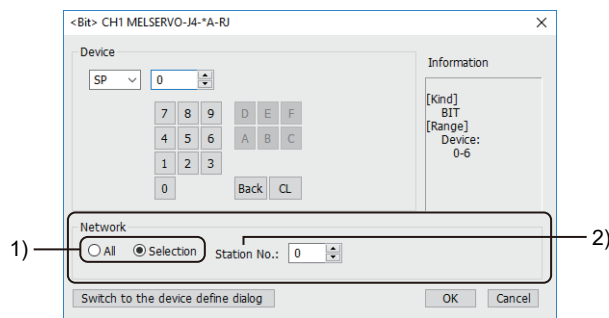 <Bit> CH1 MELSERVO-J4-*A-RJ
Device
SP 0
7 8 9 D E F
4 5 6 A B C
1 2 3
0 Back CL
Information
[Kind]
BIT
[Range]
Device:
0-6
Network
1) All Selection Station No.: 0 2)
Switch to the device define dialog OK Cancel